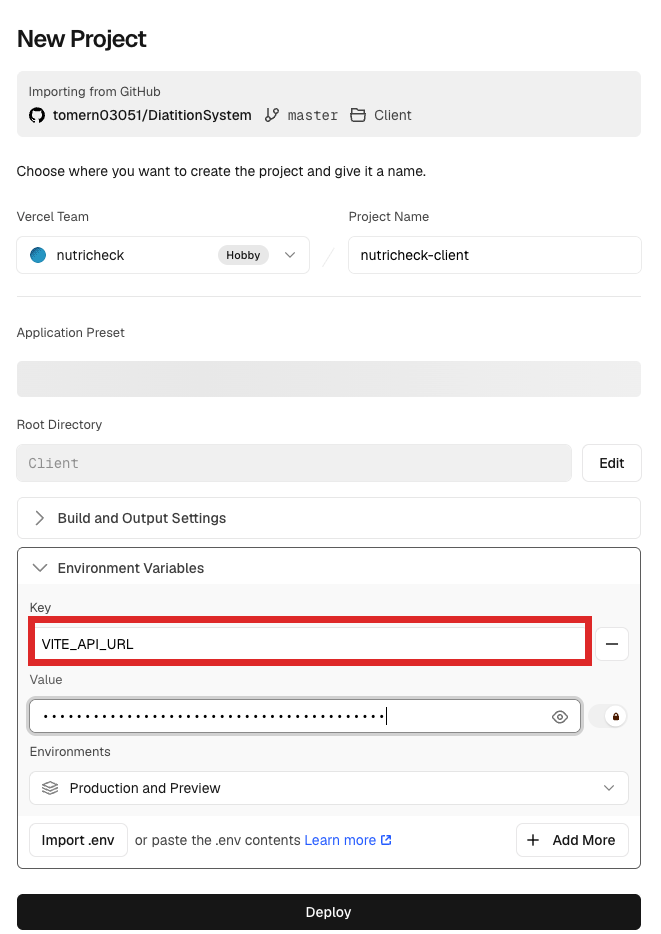 New Project
Importing from GitHub
tomern03051/DiatitionSystem master Client
Choose where you want to create the project and give it a name.
Vercel Team Project Name
nutricheck Hobby / nutricheck-client
Application Preset
Root Directory
Client Edit
Build and Output Settings
Environment Variables
Key
VITE_API_URL
Value
•••••••••••••••••••••••••••••••••••••••••
Environments
Production and Preview
Import .env or paste the .env contents Learn more Add More
Deploy